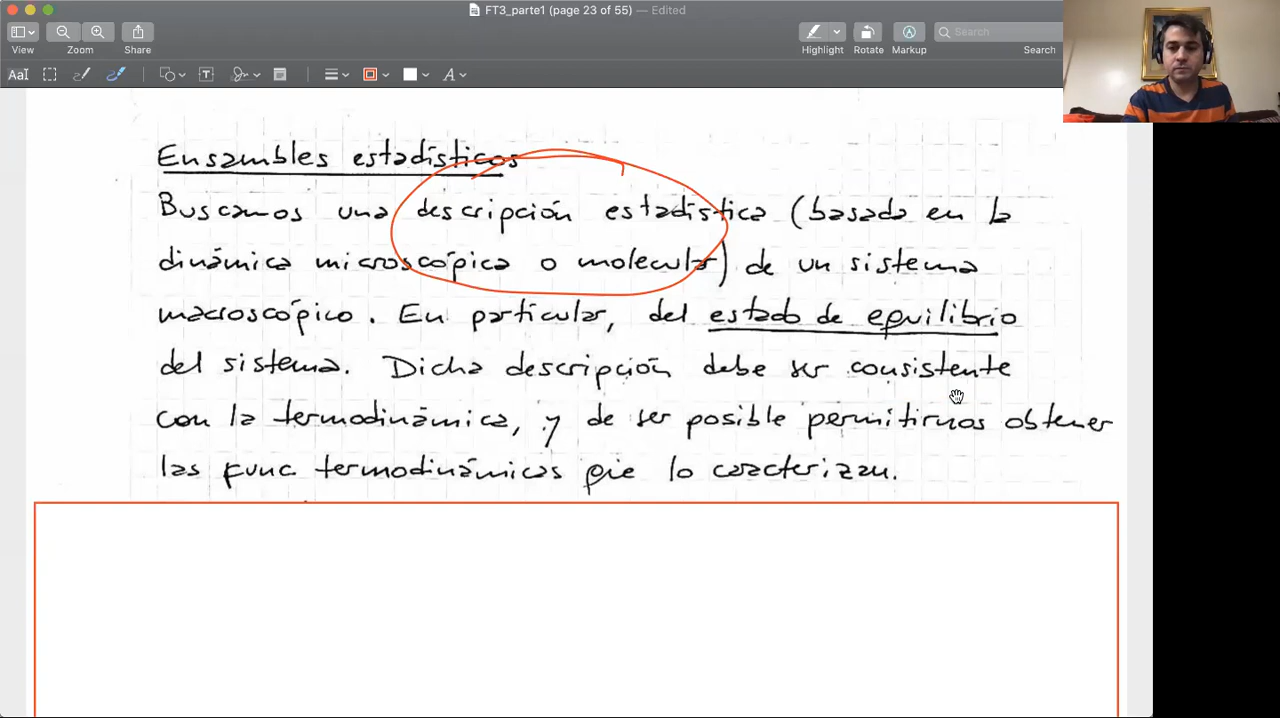 FT3_parte1 (page 23 of 55) — Edited
View
Zoom
Share
Highlight
Rotate
Markup
Search
Search
AaI
T
A
Ensambles estadísticos
Buscamos una descripción estadística (basada en la
dinámica microscópica o molecular) de un sistema
macroscópico. En particular, del estado de equilibrio
del sistema. Dicha descripción debe ser consistente
con la termodinámica, y de ser posible permitirnos obtener
las func termodinámicas que lo caracterizan.